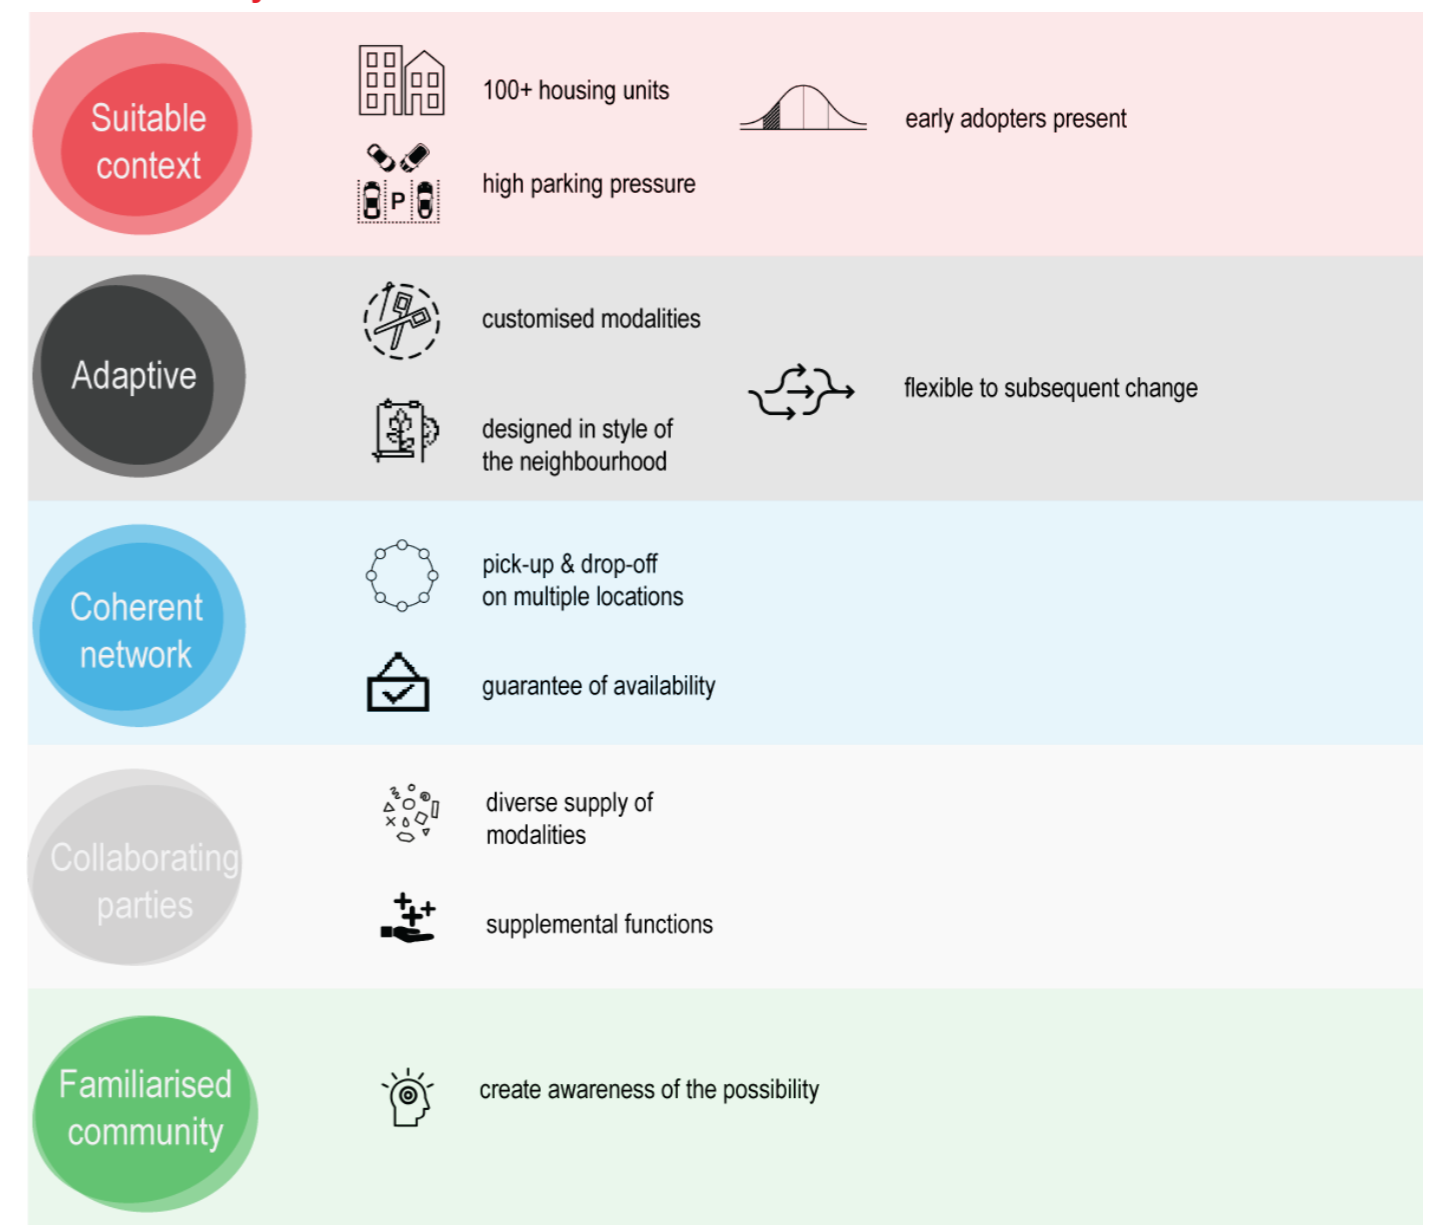 Suitable
context
100+ housing units
early adopters present
P
high parking pressure
Adaptive
customised modalities
flexible to subsequent change
designed in style of
the neighbourhood
Coherent
network
pick-up & drop-off
on multiple locations
guarantee of availability
Collaborating
parties
diverse supply of
modalities
supplemental functions
Familiarised
community
create awareness of the possibility